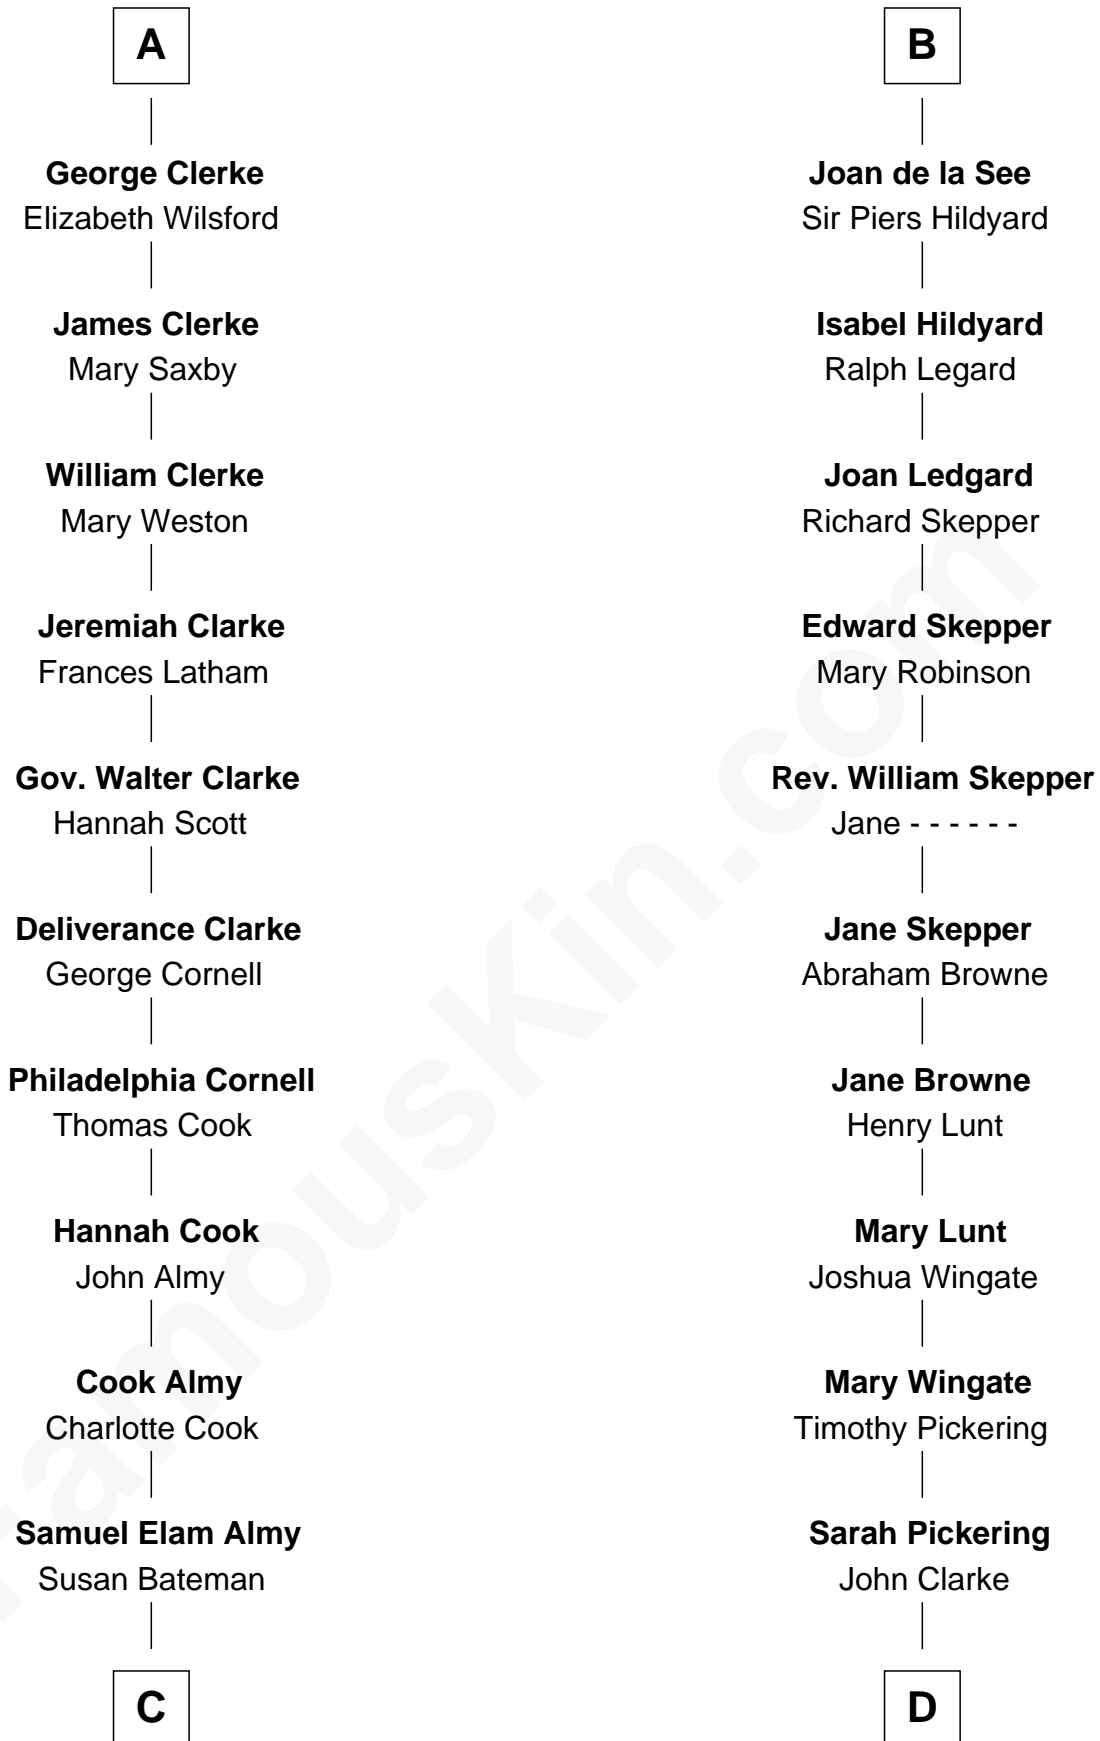 A
George Clerke
Elizabeth Wilsford
James Clerke
Mary Saxby
William Clerke
Mary Weston
Jeremiah Clarke
Frances Latham
Gov. Walter Clarke
Hannah Scott
Deliverance Clarke
George Cornell
Philadelphia Cornell
Thomas Cook
Hannah Cook
John Almy
Cook Almy
Charlotte Cook
Samuel Elam Almy
Susan Bateman
C
B
Joan de la See
Sir Piers Hildyard
Isabel Hildyard
Ralph Legard
Joan Ledgard
Richard Skepper
Edward Skepper
Mary Robinson
Rev. William Skepper
Jane - - - - - -
Jane Skepper
Abraham Browne
Jane Browne
Henry Lunt
Mary Lunt
Joshua Wingate
Mary Wingate
Timothy Pickering
Sarah Pickering
John Clarke
D
FamousKin.com